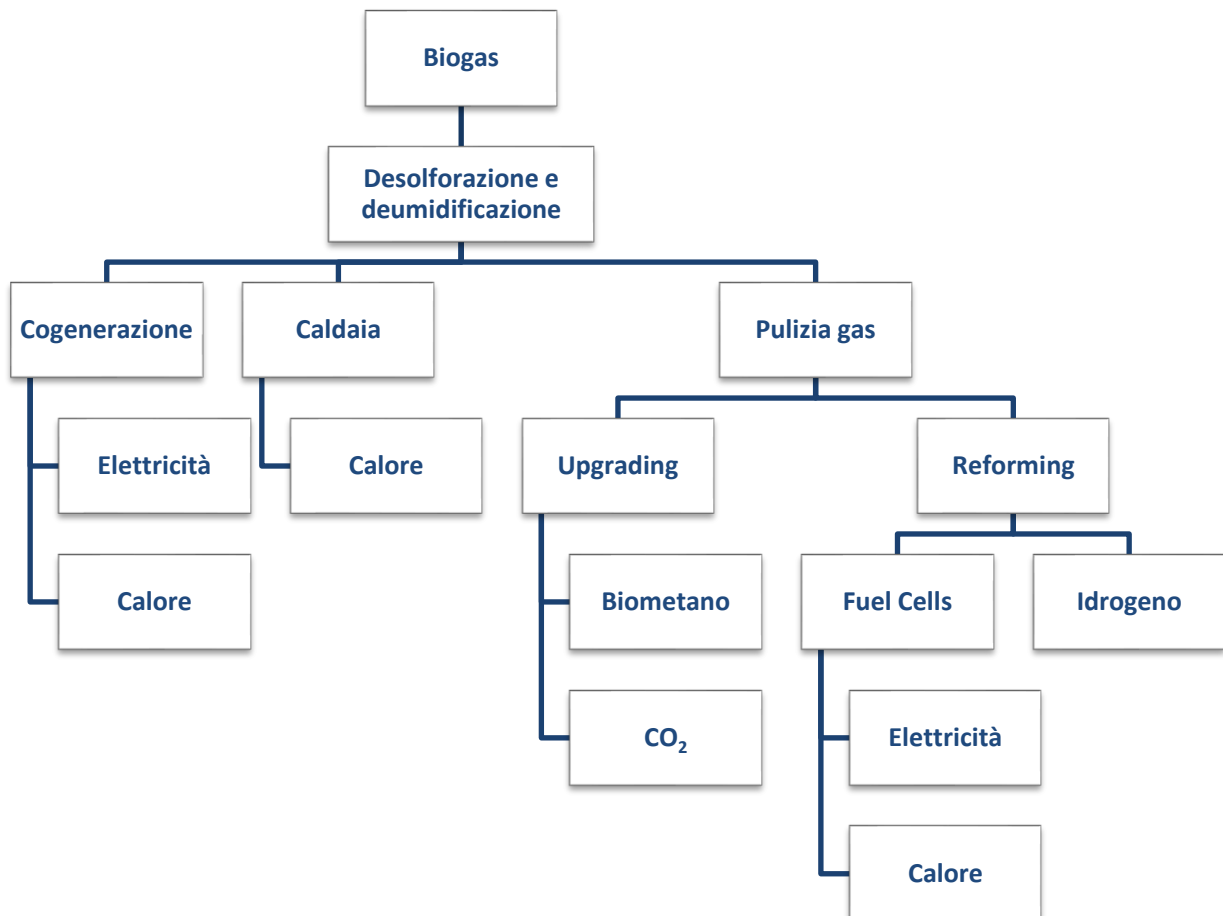 Biogas
Desolforazione e
deumidificazione
Cogenerazione
Caldaia
Pulizia gas
Elettricità
Calore
Upgrading
Reforming
Calore
Biometano
Fuel Cells
Idrogeno
CO₂
Elettricità
Calore